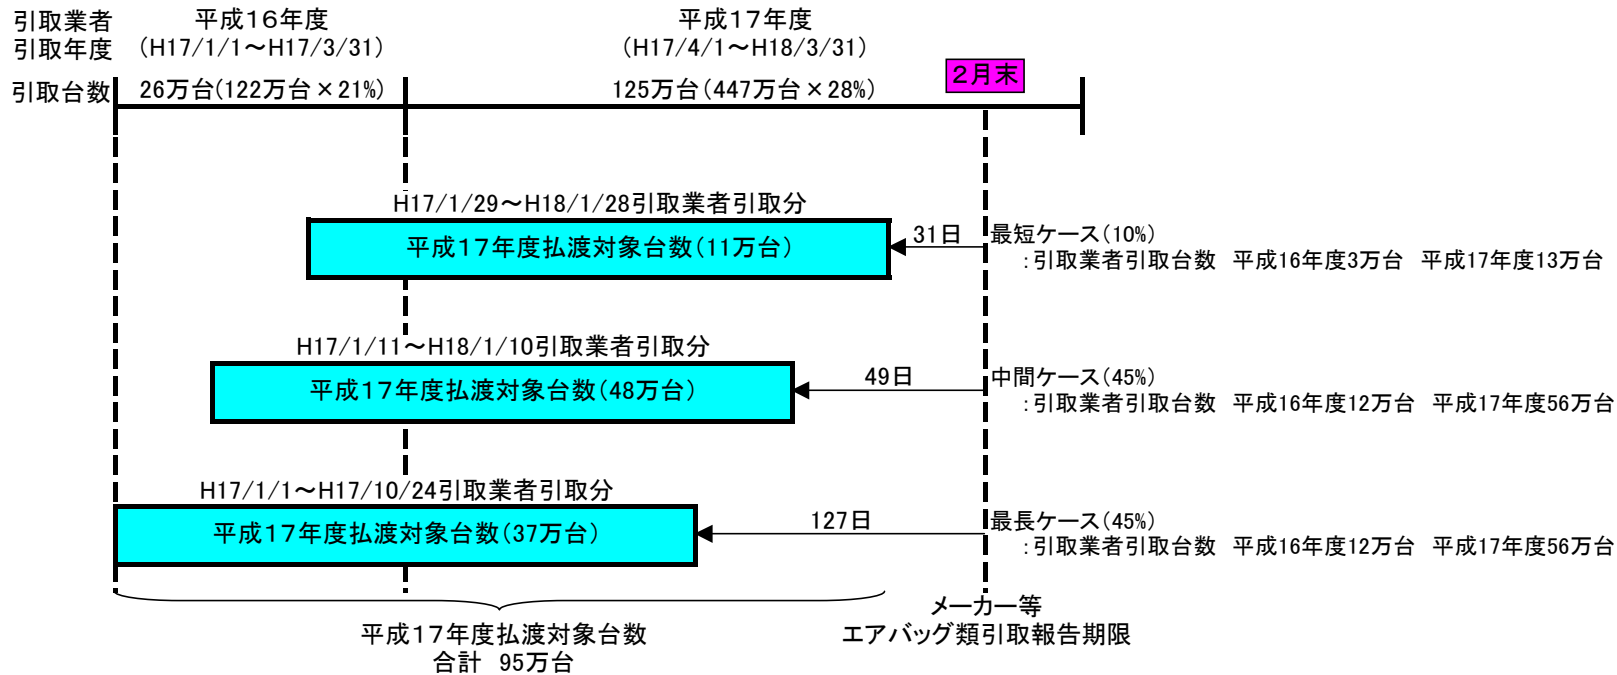 引取業者 平成16年度 平成17年度
引取年度 (H17/1/1～H17/3/31) (H17/4/1～H18/3/31)
2月末
引取台数 26万台(122万台×21%) 125万台(447万台×28%)
H17/1/29～H18/1/28引取業者引取分
平成17年度払渡対象台数(11万台) 31日 最短ケース(10%)
:引取業者引取台数 平成16年度3万台 平成17年度13万台
H17/1/11～H18/1/10引取業者引取分
平成17年度払渡対象台数(48万台) 49日 中間ケース(45%)
:引取業者引取台数 平成16年度12万台 平成17年度56万台
H17/1/1～H17/10/24引取業者引取分
平成17年度払渡対象台数(37万台) 127日 最長ケース(45%)
:引取業者引取台数 平成16年度12万台 平成17年度56万台
メーカー等
エアバッグ類引取報告期限
平成17年度払渡対象台数
合計 95万台